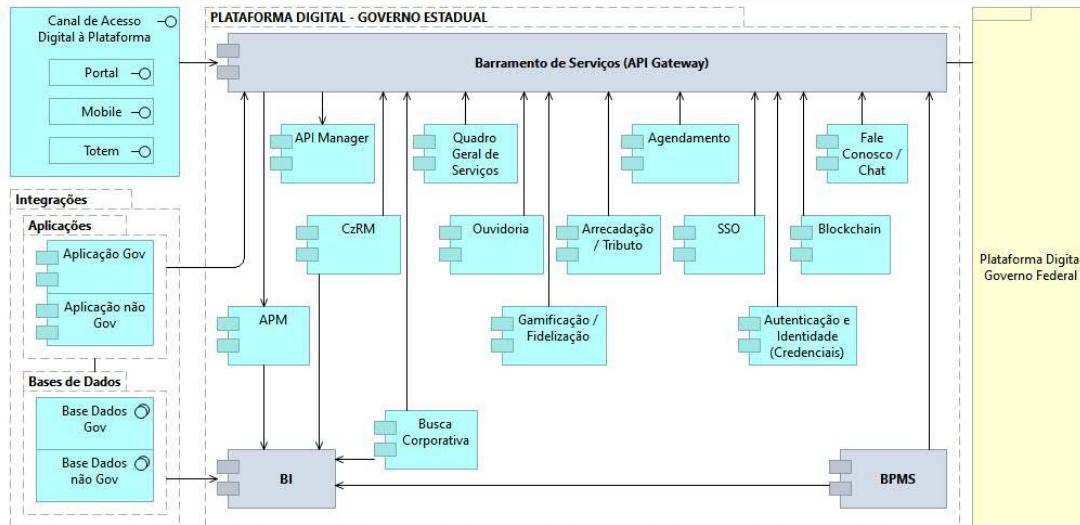 Canal de Acesso
Digital à Plataforma
Portal
Mobile
Totem
PLATAFORMA DIGITAL - GOVERNO ESTADUAL
Barramento de Serviços (API Gateway)
API Manager
Quadro
Geral de
Serviços
Agendamento
Fale
Conosco /
Chat
Integrações
Aplicações
Aplicação Gov
Aplicação não
Gov
CzRM
Ouvidoria
Arrecadação
/ Tributo
SSO
Blockchain
Plataforma Digita
Governo Federal
APM
Gamificação /
Fidelização
Autenticação e
Identidade
(Credenciais)
Bases de Dados
Base Dados
Gov
Base Dados
não Gov
Busca
Corporativa
BI
BPMS